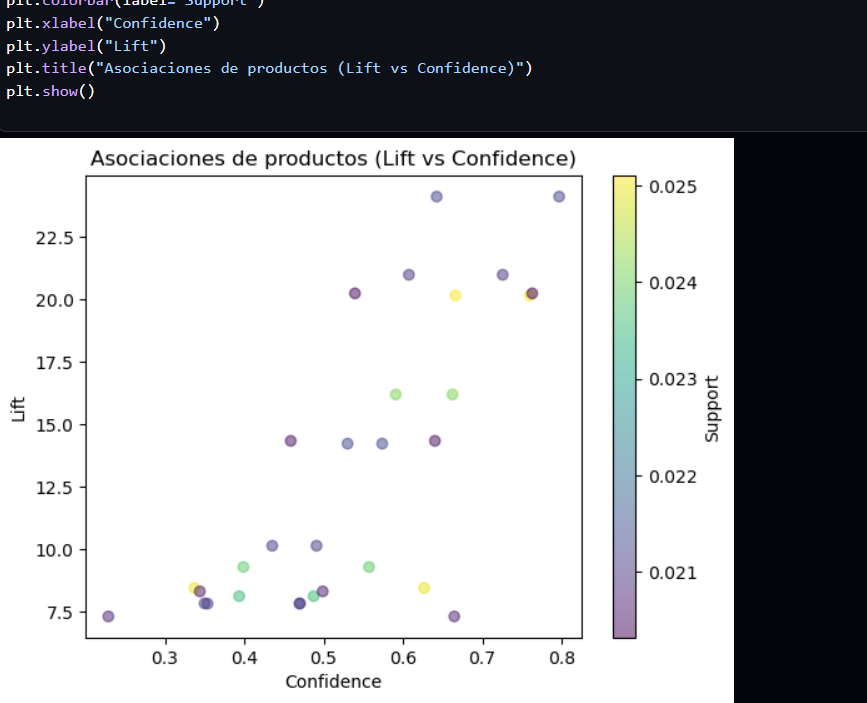 plt.colorbar(label="Support")
plt.xlabel("Confidence")
plt.ylabel("Lift")
plt.title("Asociaciones de productos (Lift vs Confidence)")
plt.show()
Asociaciones de productos (Lift vs Confidence)
22.5
20.0
17.5
15.0
12.5
10.0
7.5
Lift
0.3 0.4 0.5 0.6 0.7 0.8
Confidence
0.025
0.024
0.023
0.022
0.021
Support